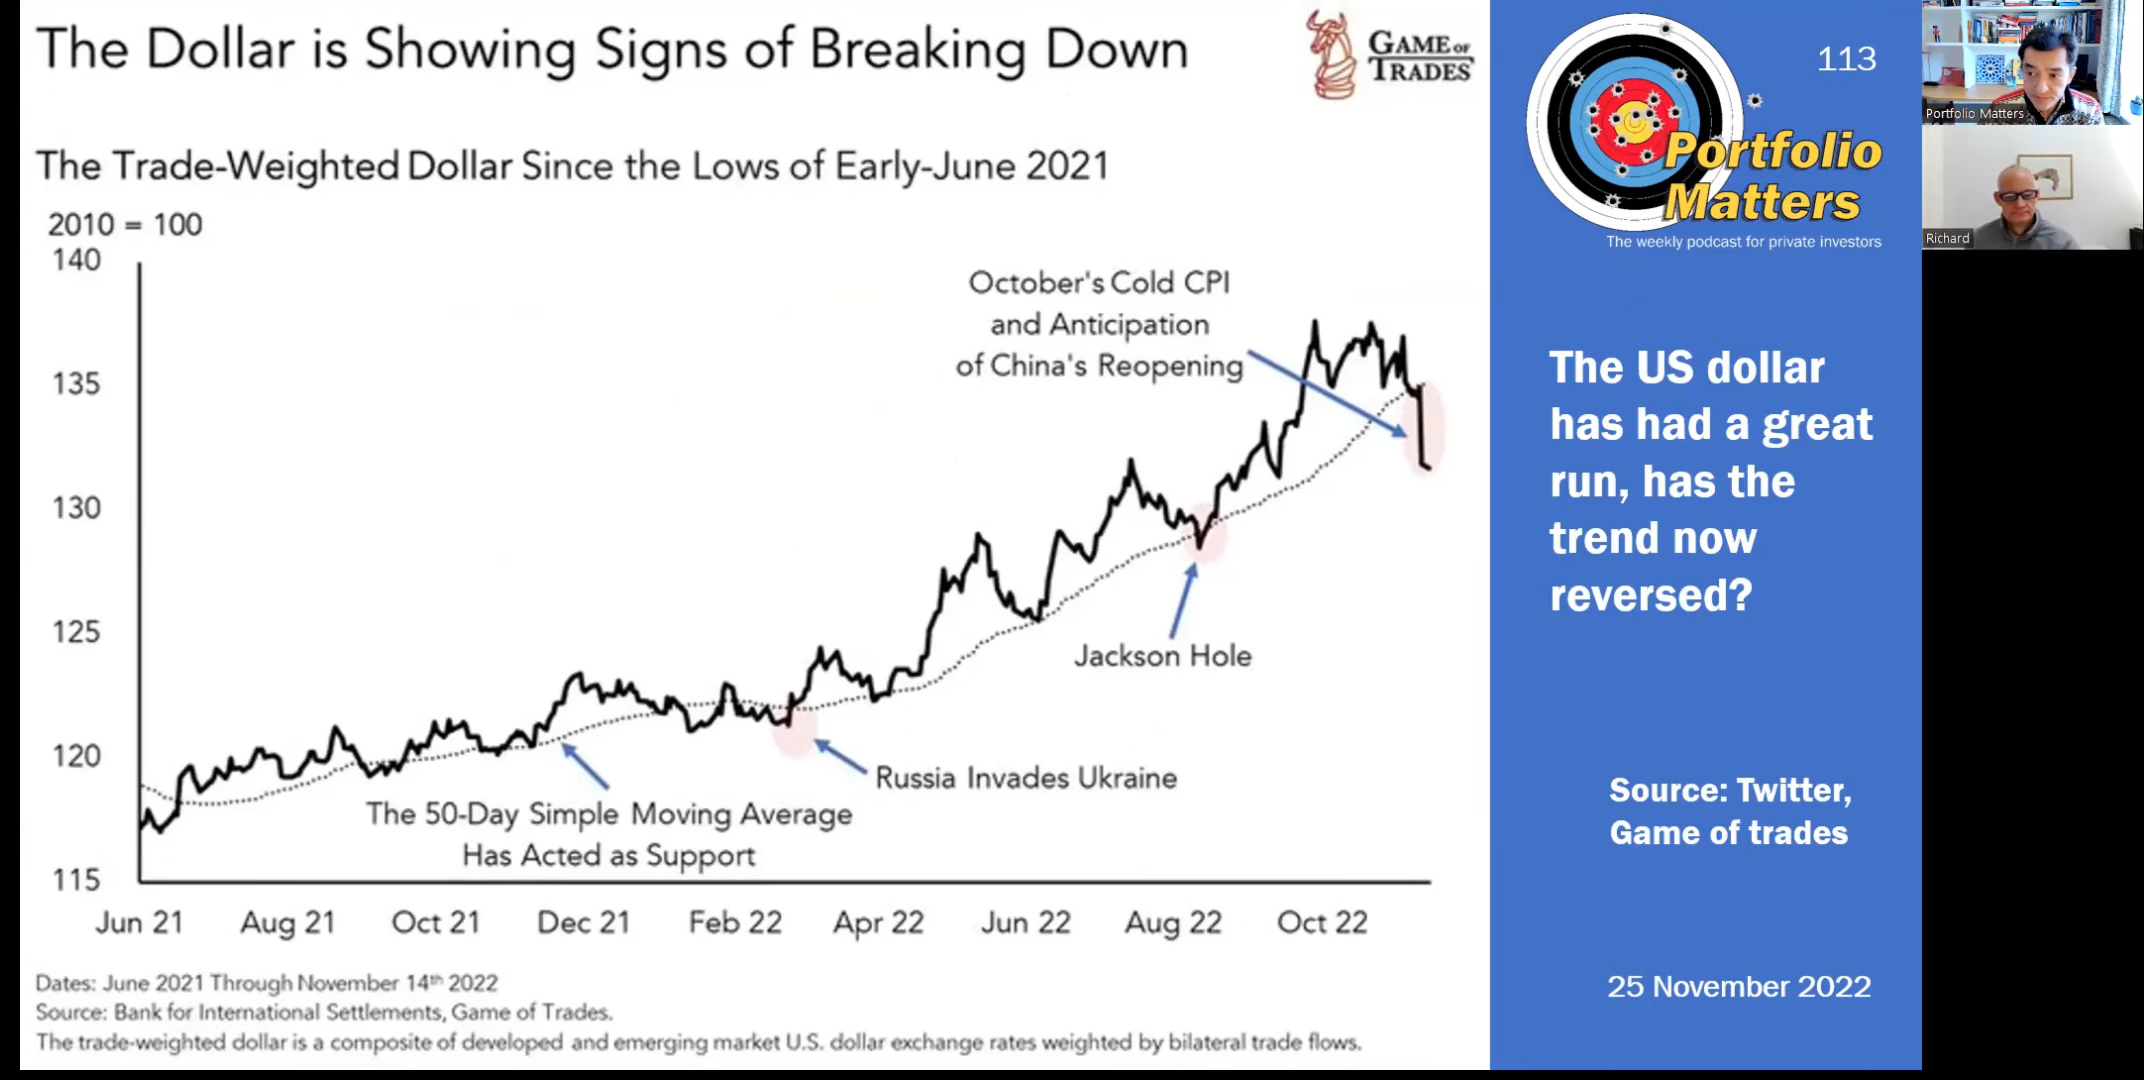 The Dollar is Showing Signs of Breaking Down
GAME OF
TRADES
The Trade-Weighted Dollar Since the Lows of Early-June 2021
2010 = 100
140
135
130
125
120
115
October's Cold CPI
and Anticipation
of China's Reopening
Jackson Hole
Russia Invades Ukraine
The 50-Day Simple Moving Average
Has Acted as Support
Jun 21 Aug 21 Oct 21 Dec 21 Feb 22 Apr 22 Jun 22 Aug 22 Oct 22
Dates: June 2021 Through November 14th 2022
Source: Bank for International Settlements, Game of Trades.
The trade-weighted dollar is a composite of developed and emerging market U.S. dollar exchange rates weighted by bilateral trade flows.
113
Portfolio
Matters
The weekly podcast for private investors
The US dollar
has had a great
run, has the
trend now
reversed?
Source: Twitter,
Game of trades
25 November 2022
Portfolio Matters
Richard